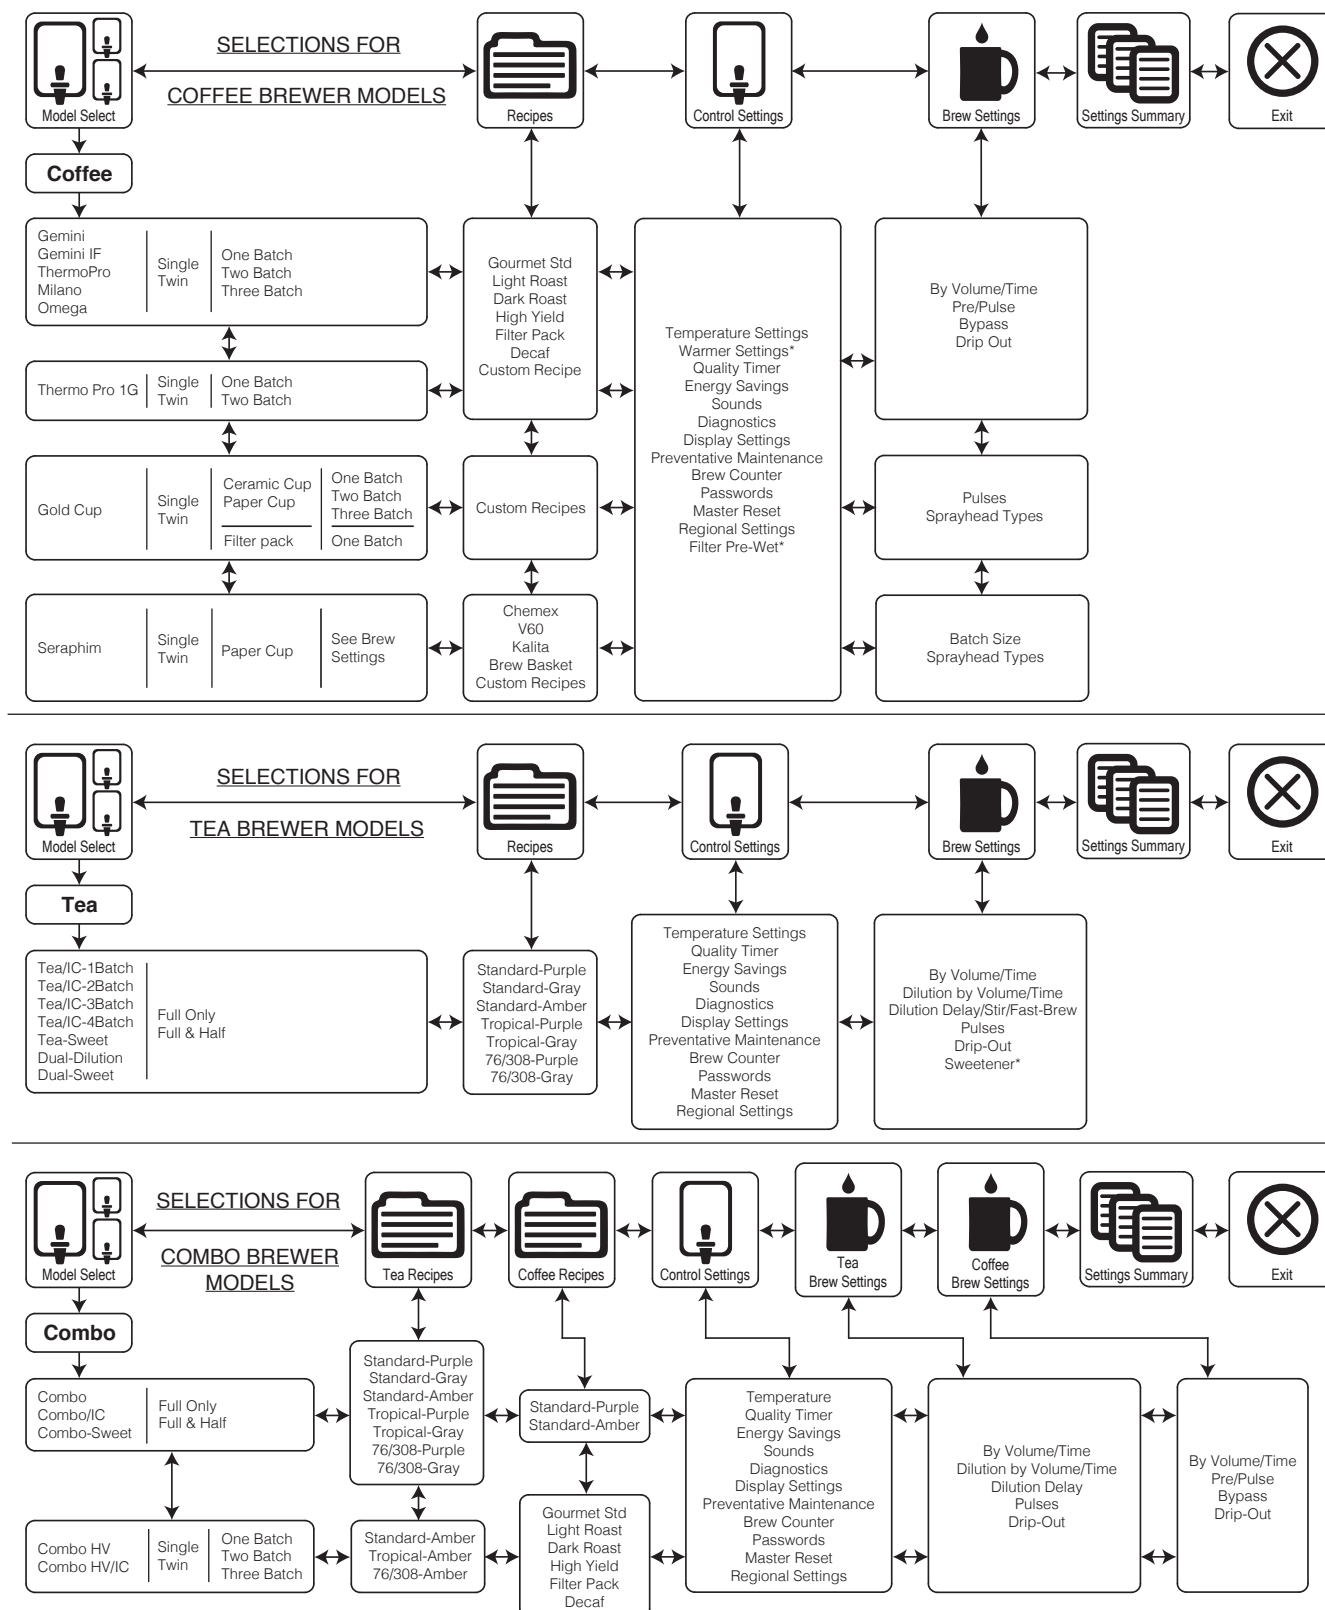 SELECTIONS FOR
COFFEE BREWER MODELS
Model Select
Recipes
Control Settings
Brew Settings
Settings Summary
Exit
Coffee
Gemini
Gemini IF
ThermoPro
Milano
Omega
Single
Twin
One Batch
Two Batch
Three Batch
Thermo Pro 1G
Single
Twin
One Batch
Two Batch
Gold Cup
Single
Twin
Ceramic Cup
Paper Cup
Filter pack
One Batch
Two Batch
Three Batch
One Batch
Seraphim
Single
Twin
Paper Cup
See Brew
Settings
Gourmet Std
Light Roast
Dark Roast
High Yield
Filter Pack
Decaf
Custom Recipe
Custom Recipes
Chemex
V60
Kalita
Brew Basket
Custom Recipes
Temperature Settings
Warmer Settings*
Quality Timer
Energy Savings
Sounds
Diagnostics
Display Settings
Preventative Maintenance
Brew Counter
Passwords
Master Reset
Regional Settings
Filter Pre-Wet*
By Volume/Time
Pre/Pulse
Bypass
Drip Out
Pulses
Sprayhead Types
Batch Size
Sprayhead Types
SELECTIONS FOR
TEA BREWER MODELS
Model Select
Recipes
Control Settings
Brew Settings
Settings Summary
Exit
Tea
Tea/IC-1Batch
Tea/IC-2Batch
Tea/IC-3Batch
Tea/IC-4Batch
Tea-Sweet
Dual-Dilution
Dual-Sweet
Full Only
Full & Half
Standard-Purple
Standard-Gray
Standard-Amber
Tropical-Purple
Tropical-Gray
76/308-Purple
76/308-Gray
Temperature Settings
Quality Timer
Energy Savings
Sounds
Diagnostics
Display Settings
Preventative Maintenance
Brew Counter
Passwords
Master Reset
Regional Settings
By Volume/Time
Dilution by Volume/Time
Dilution Delay/Stir/Fast-Brew
Pulses
Drip-Out
Sweetener*
SELECTIONS FOR
COMBO BREWER
MODELS
Model Select
Tea Recipes
Coffee Recipes
Control Settings
Tea
Brew Settings
Coffee
Brew Settings
Settings Summary
Exit
Combo
Combo
Combo/IC
Combo-Sweet
Full Only
Full & Half
Combo HV
Combo HV/IC
Single
Twin
One Batch
Two Batch
Three Batch
Standard-Purple
Standard-Gray
Standard-Amber
Tropical-Purple
Tropical-Gray
76/308-Purple
76/308-Gray
Standard-Amber
Tropical-Amber
76/308-Amber
Standard-Purple
Standard-Amber
Gourmet Std
Light Roast
Dark Roast
High Yield
Filter Pack
Decaf
Temperature
Quality Timer
Energy Savings
Sounds
Diagnostics
Display Settings
Preventative Maintenance
Brew Counter
Passwords
Master Reset
Regional Settings
By Volume/Time
Dilution by Volume/Time
Dilution Delay
Pulses
Drip-Out
By Volume/Time
Pre/Pulse
Bypass
Drip-Out